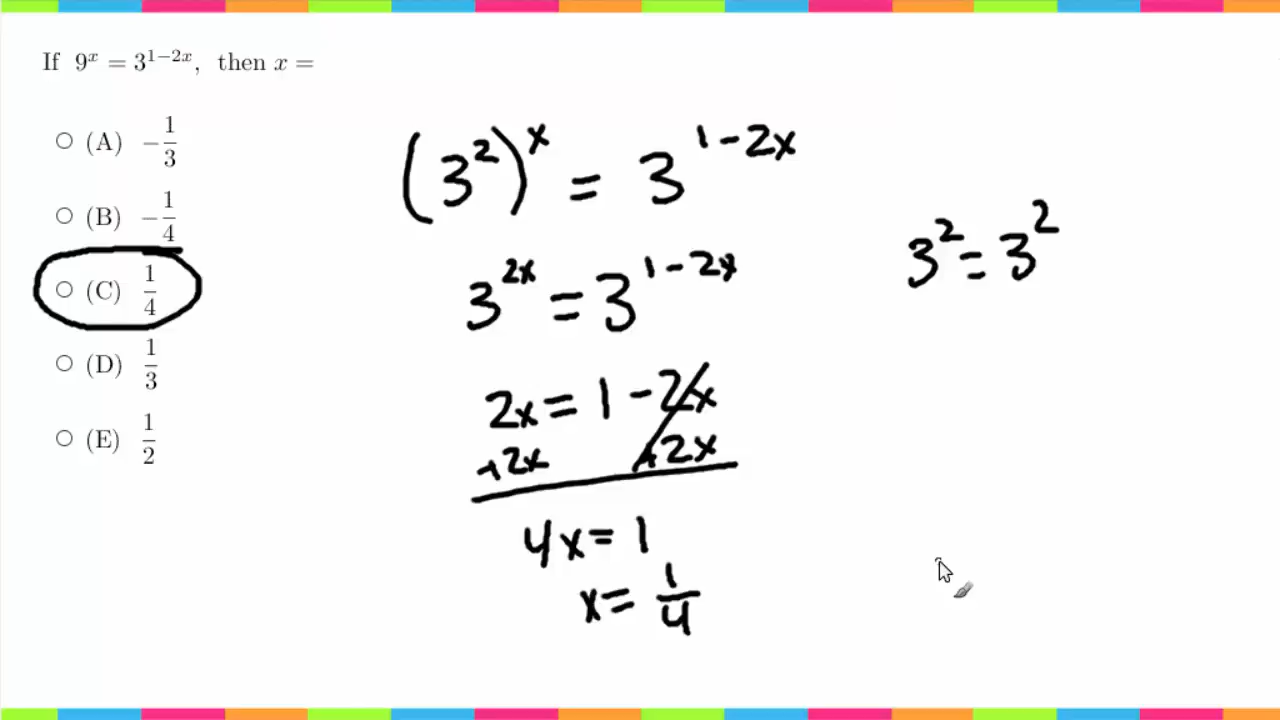 If 9^x = 3^{1−2x}, then x =
(A) −1/3
(B) −1/4
(C) 1/4
(D) 1/3
(E) 1/2
(3^2)^x = 3^{1−2x}
3^{2x} = 3^{1−2x}
2x = 1 − 2x
+2x +2x
4x = 1
x = 1/4
3^2 = 3^2